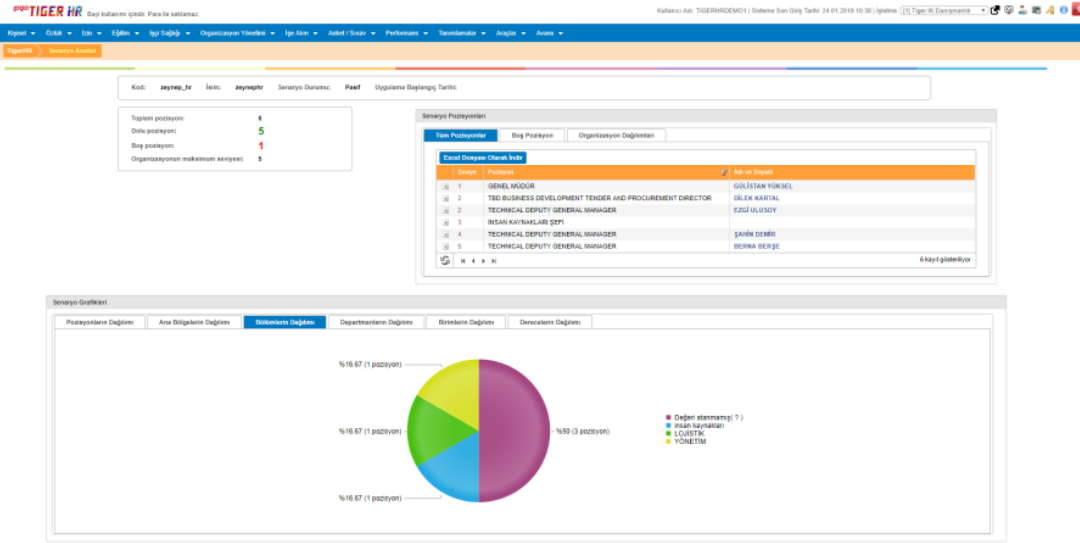 logo TIGER HR Bayi kullanımı içindir. Para ile satılamaz.
Kullanıcı Adı: TIGERHRDEMO1 | Sisteme Son Giriş Tarihi: 24.01.2019 10:30 | İşletme: [1] Tiger IK Danışmanlık
Kişisel Özlük İzin Eğitim İşçi Sağlığı Organizasyon Yönetimi İşe Alım Anket / Sınav Performans Tanımlamalar Araçlar Avans
TigerHR Senaryo Analizi
Kod: zeynep_hr İsim: zeynephr Senaryo Durumu: Pasif Uygulama Başlangıç Tarihi:
Toplam pozisyon: 6
Dolu pozisyon: 5
Boş pozisyon: 1
Organizasyonun maksimum seviyesi: 5
Senaryo Pozisyonları
Tüm Pozisyonlar Boş Pozisyon Organizasyon Dağılımları
Excel Dosyası Olarak İndir
Seviye Pozisyon Adı ve Soyadı
1 GENEL MÜDÜR GÜLİSTAN YÜKSEL
2 TBD BUSINESS DEVELOPMENT TENDER AND PROCUREMENT DIRECTOR DİLEK KARTAL
2 TECHNICAL DEPUTY GENERAL MANAGER EZGİ ULUSOY
3 INSAN KAYNAKLARI ŞEFİ
4 TECHNICAL DEPUTY GENERAL MANAGER ŞAHİN DEMİR
5 TECHNICAL DEPUTY GENERAL MANAGER BERNA BERŞE
6 kayıt gösteriliyor
Senaryo Grafikleri
Pozisyonların Dağılımı Ana Bölgelerin Dağılımı Bölümlerin Dağılımı Departmanların Dağılımı Birimlerin Dağılımı Derecelerin Dağılımı
%16.67 (1 pozisyon)
%16.67 (1 pozisyon)
%50 (3 pozisyon)
%16.67 (1 pozisyon)
Değeri atanmamış( ? )
insan kaynakları
LOJİSTİK
YÖNETİM